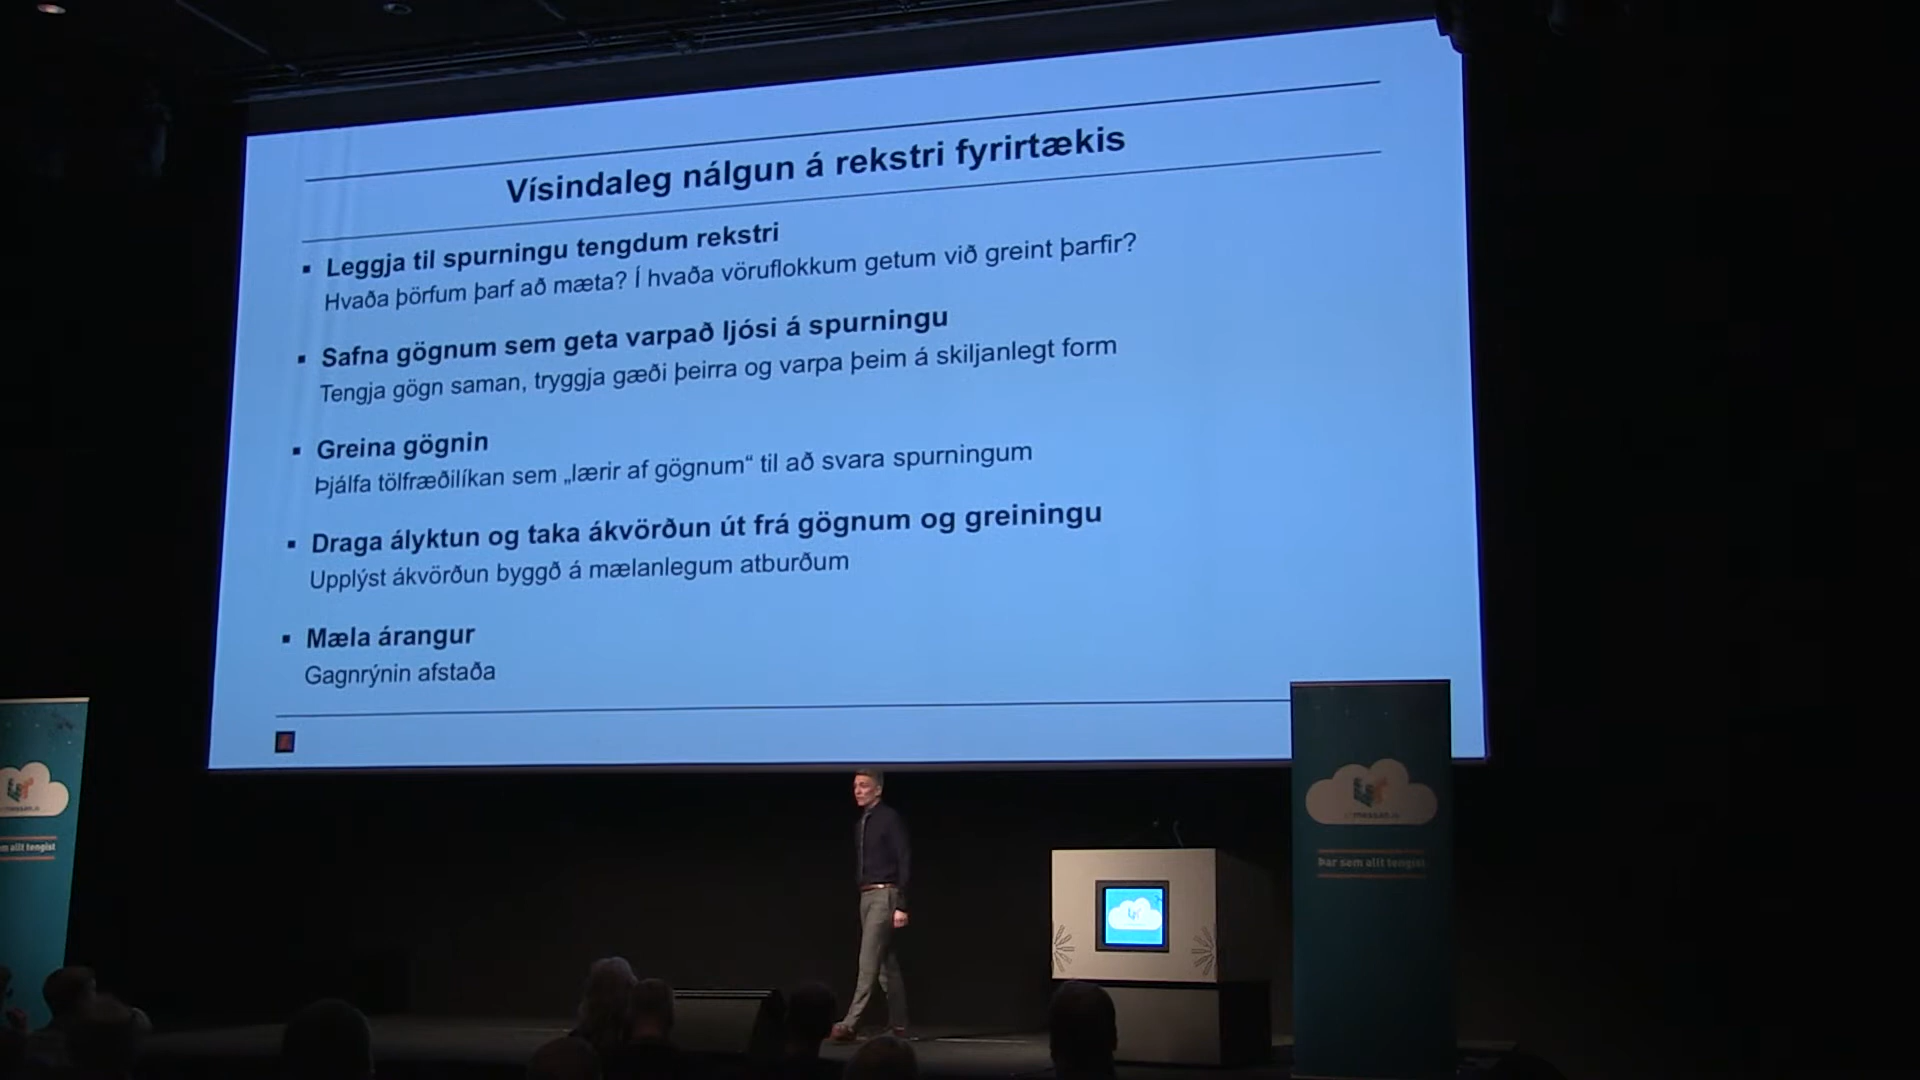 Vísindaleg nálgun á rekstri fyrirtækis
▪ Leggja til spurningu tengdum rekstri
Hvaða þörfum þarf að mæta? Í hvaða vöruflokkum getum við greint þarfir?
▪ Safna gögnum sem geta varpað ljósi á spurningu
Tengja gögn saman, tryggja gæði þeirra og varpa þeim á skiljanlegt form
▪ Greina gögnin
Þjálfa tölfræðilíkan sem „lærir af gögnum“ til að svara spurningum
▪ Draga ályktun og taka ákvörðun út frá gögnum og greiningu
Upplýst ákvörðun byggð á mælanlegum atburðum
▪ Mæla árangur
Gagnrýnin afstaða
Þar sem allt tengist
allt tengist